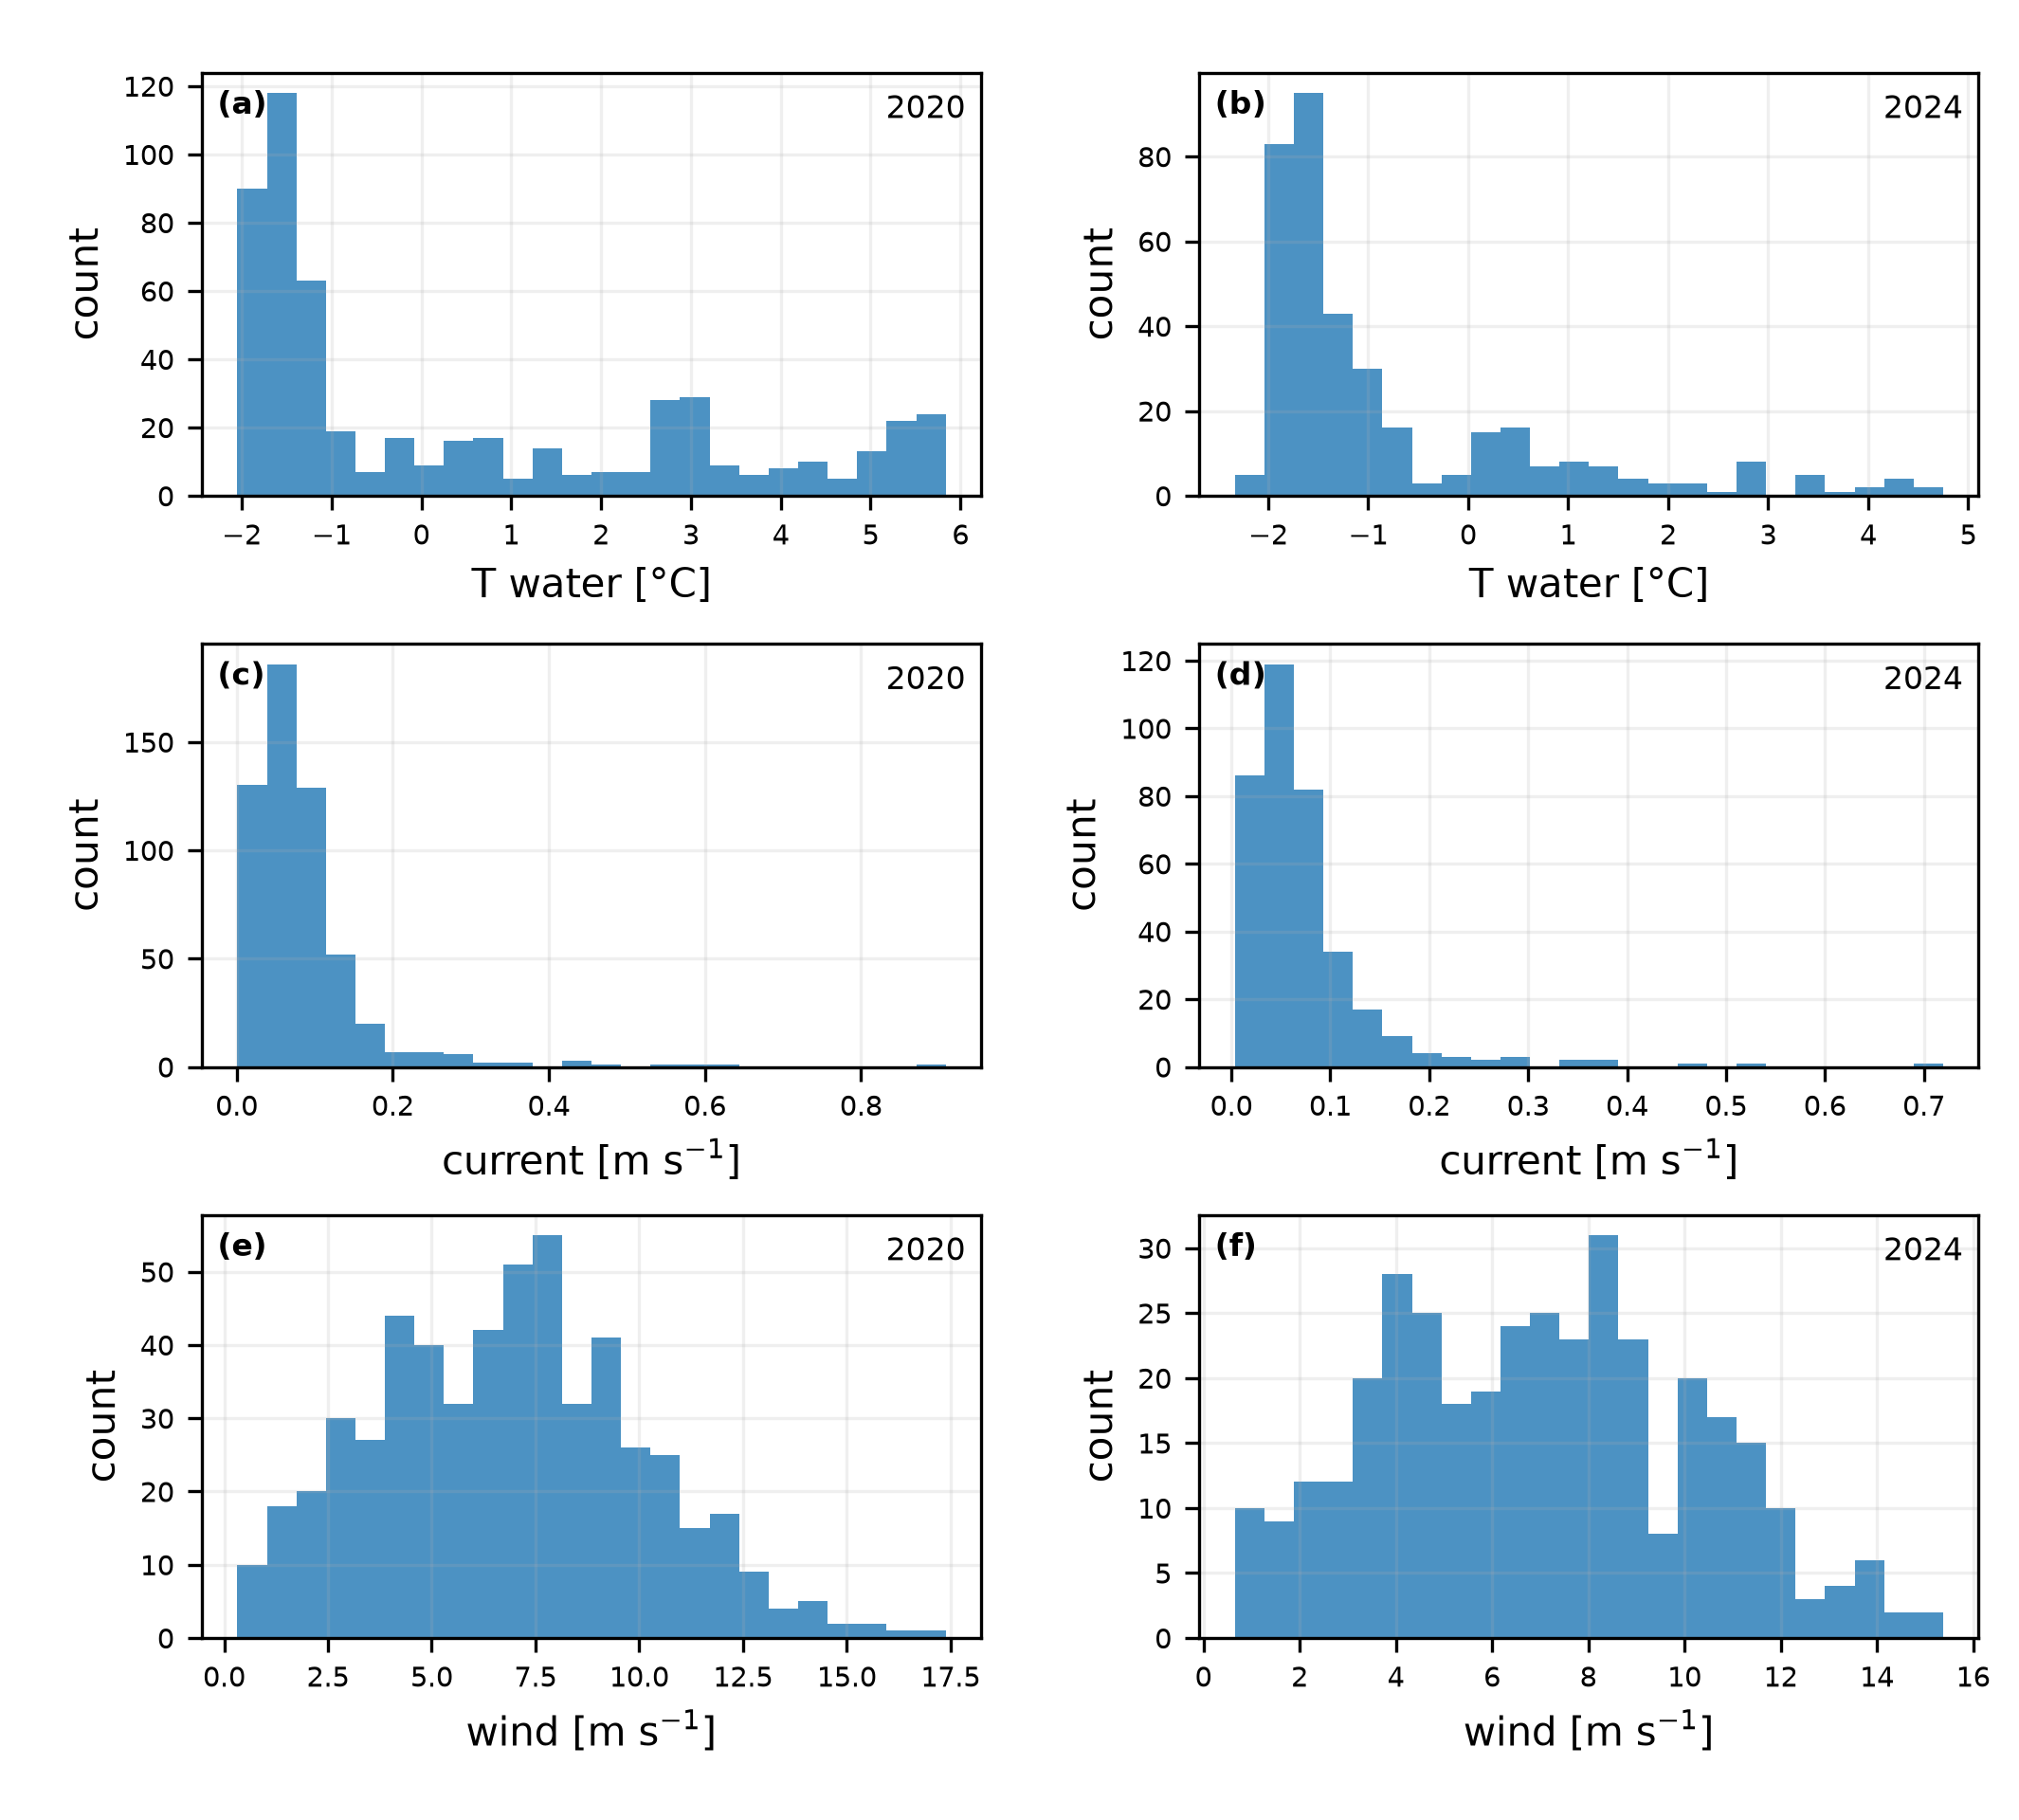 (a)
2020
120
100
80
60
40
20
0
count
−2 −1 0 1 2 3 4 5 6
T water [°C]
(b)
2024
80
60
40
20
0
count
−2 −1 0 1 2 3 4 5
T water [°C]
(c)
2020
150
100
50
0
count
0.0 0.2 0.4 0.6 0.8
current [m s⁻¹]
(d)
2024
120
100
80
60
40
20
0
count
0.0 0.1 0.2 0.3 0.4 0.5 0.6 0.7
current [m s⁻¹]
(e)
2020
50
40
30
20
10
0
count
0.0 2.5 5.0 7.5 10.0 12.5 15.0 17.5
wind [m s⁻¹]
(f)
2024
30
25
20
15
10
5
0
count
0 2 4 6 8 10 12 14 16
wind [m s⁻¹]